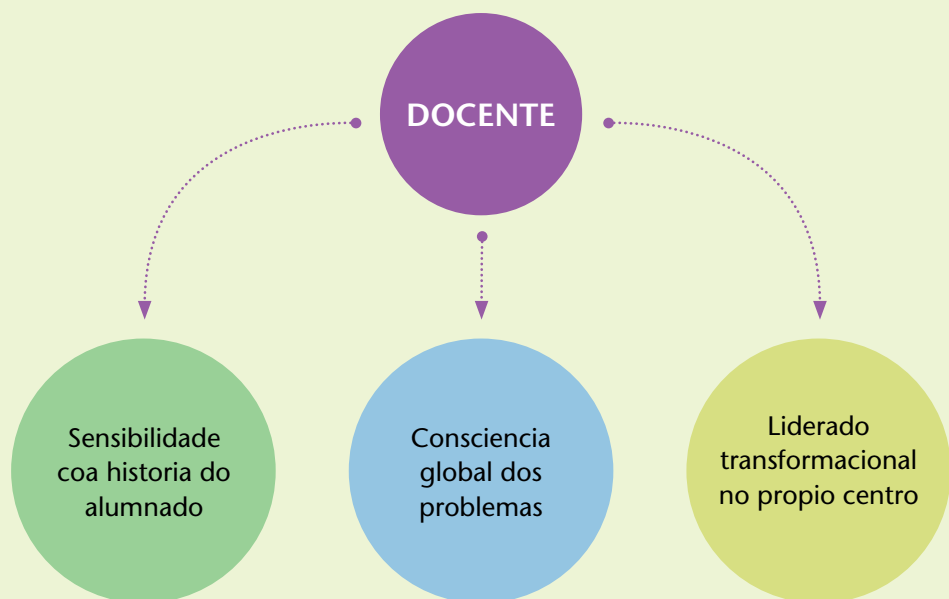 DOCENTE
Sensibilidade
coa historia do
alumnado
Consciencia
global dos
problemas
Liderado
transformacional
no propio centro